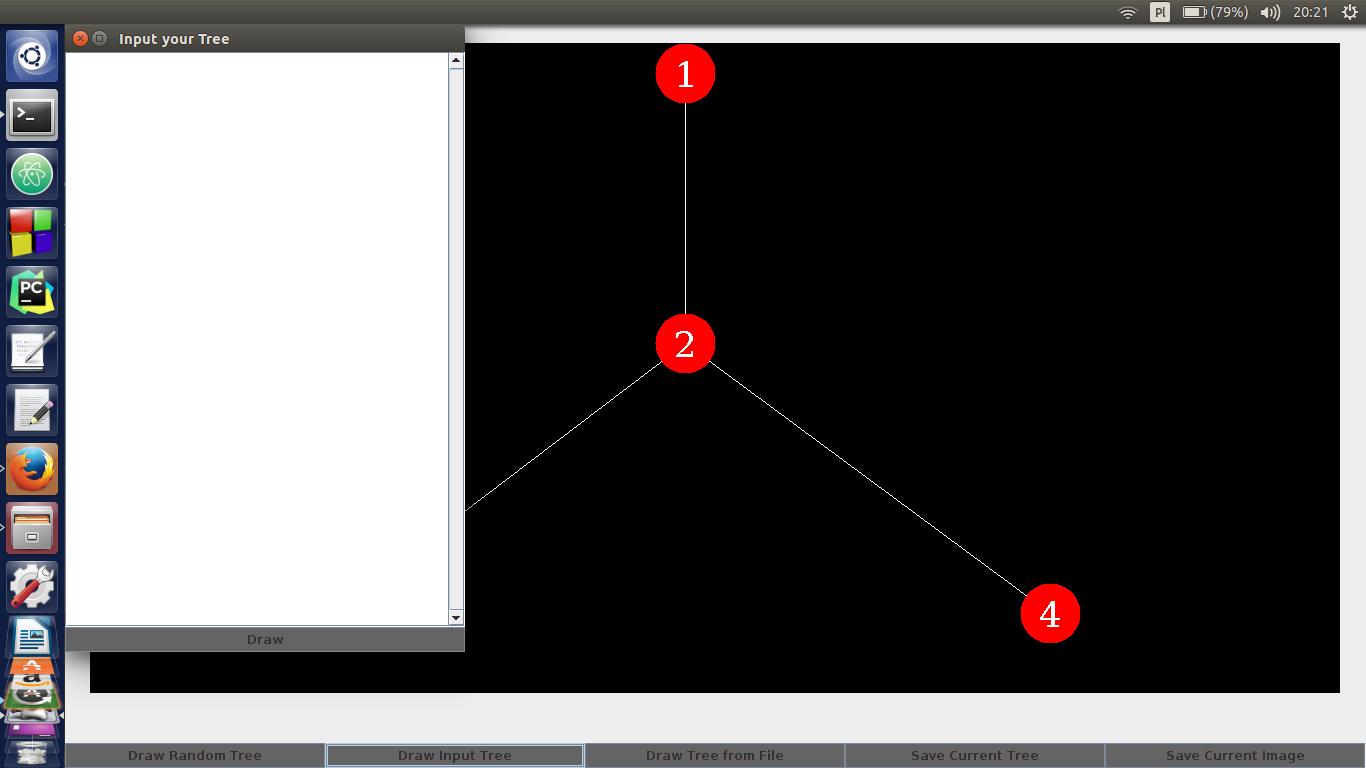 Pl (79%) 20:21
Input your Tree
1
2
4
Draw
Draw Random Tree Draw Input Tree Draw Tree from File Save Current Tree Save Current Image
>_
PC
a
A